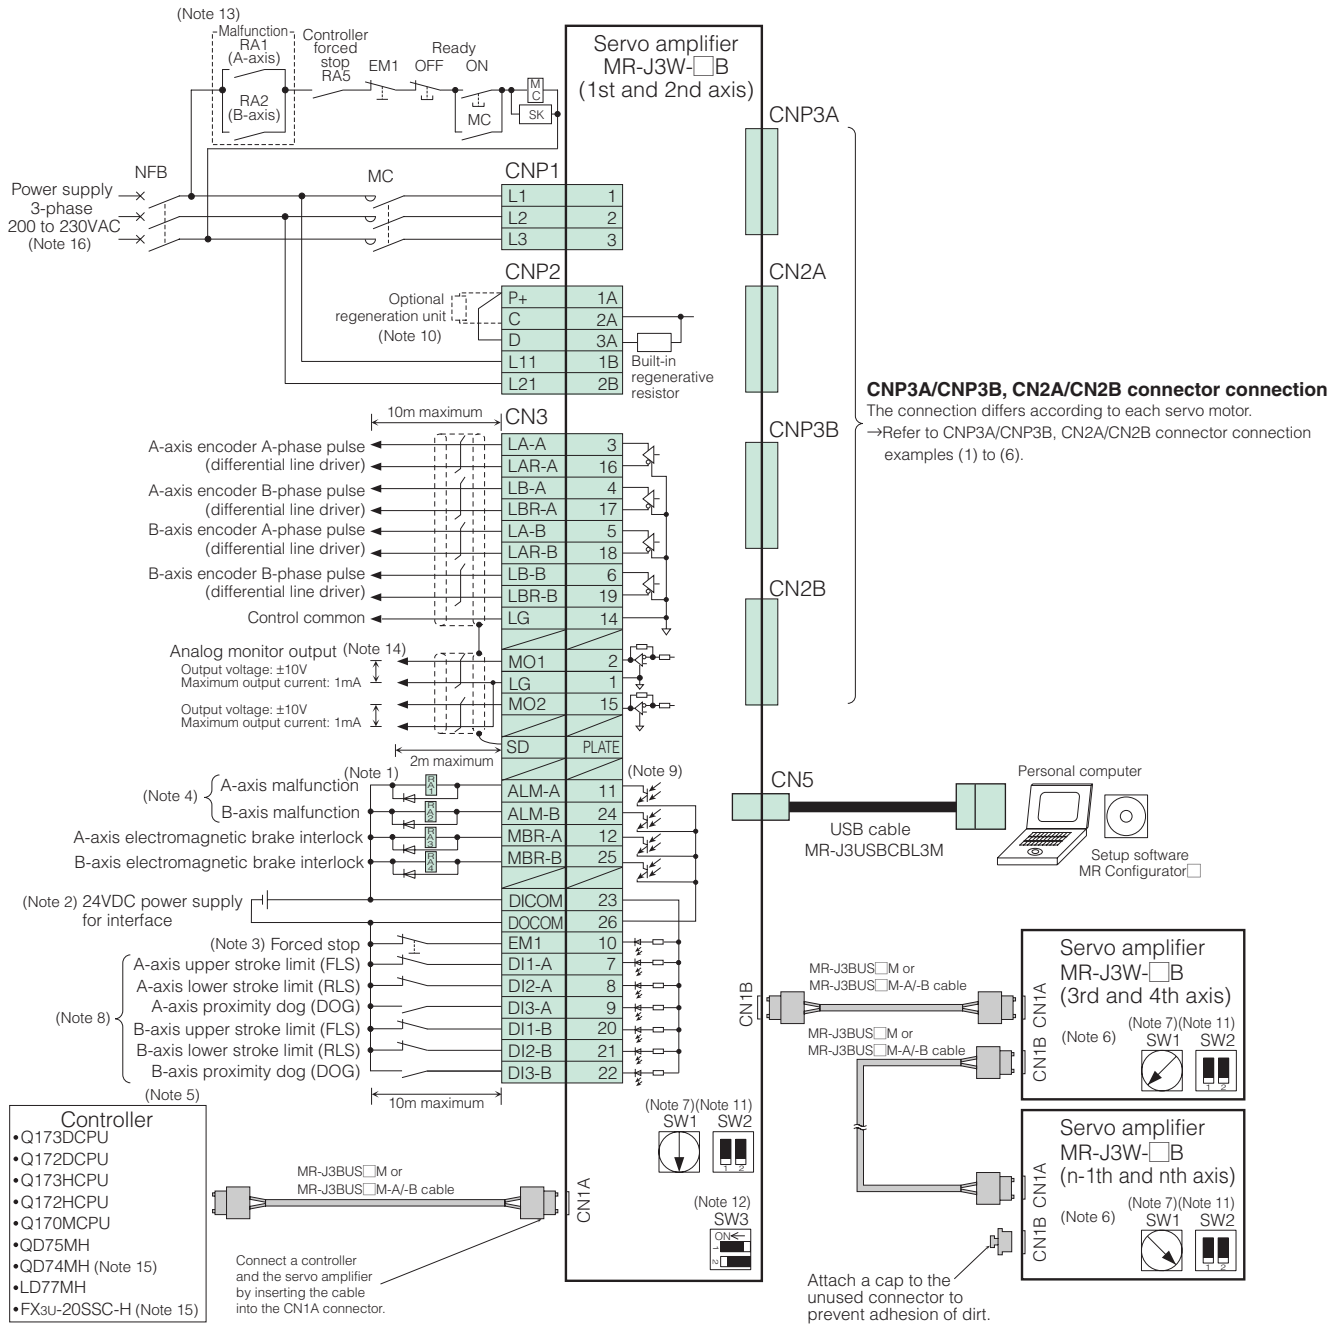 (Note 13)
Malfunction
RA1
(A-axis)
RA2
(B-axis)
Controller
forced
stop
RA5
EM1
Ready
OFF
ON
MC
MC
SK
Servo amplifier
MR-J3W-□B
(1st and 2nd axis)
NFB
MC
Power supply
3-phase
200 to 230VAC
(Note 16)
CNP1
L1 1
L2 2
L3 3
CNP2
P+ 1A
C 2A
D 3A
L11 1B
L21 2B
Optional
regeneration unit
(Note 10)
Built-in
regenerative
resistor
10m maximum
CN3
A-axis encoder A-phase pulse
(differential line driver)
A-axis encoder B-phase pulse
(differential line driver)
B-axis encoder A-phase pulse
(differential line driver)
B-axis encoder B-phase pulse
(differential line driver)
Control common
LA-A 3
LAR-A 16
LB-A 4
LBR-A 17
LA-B 5
LAR-B 18
LB-B 6
LBR-B 19
LG 14
Analog monitor output (Note 14)
Output voltage: ±10V
Maximum output current: 1mA
Output voltage: ±10V
Maximum output current: 1mA
MO1 2
LG 1
MO2 15
SD PLATE
2m maximum
(Note 1)
(Note 9)
(Note 4)
A-axis malfunction RA1 ALM-A 11
B-axis malfunction RA2 ALM-B 24
A-axis electromagnetic brake interlock RA3 MBR-A 12
B-axis electromagnetic brake interlock RA4 MBR-B 25
(Note 2) 24VDC power supply
for interface
DICOM 23
DOCOM 26
(Note 3) Forced stop EM1 10
(Note 8)
A-axis upper stroke limit (FLS) DI1-A 7
A-axis lower stroke limit (RLS) DI2-A 8
A-axis proximity dog (DOG) DI3-A 9
B-axis upper stroke limit (FLS) DI1-B 20
B-axis lower stroke limit (RLS) DI2-B 21
B-axis proximity dog (DOG) DI3-B 22
10m maximum
(Note 5)
Controller
•Q173DCPU
•Q172DCPU
•Q173HCPU
•Q172HCPU
•Q170MCPU
•QD75MH
•QD74MH (Note 15)
•LD77MH
•FX3U-20SSC-H (Note 15)
MR-J3BUS□M or
MR-J3BUS□M-A/-B cable
CN1A
Connect a controller
and the servo amplifier
by inserting the cable
into the CN1A connector.
(Note 7)(Note 11)
SW1 SW2
1 2
(Note 12)
SW3
ON←
1
2
CNP3A
CN2A
CNP3B
CN2B
CNP3A/CNP3B, CN2A/CN2B connector connection
The connection differs according to each servo motor.
→Refer to CNP3A/CNP3B, CN2A/CN2B connector connection
examples (1) to (6).
CN5
USB cable
MR-J3USBCBL3M
Personal computer
Setup software
MR Configurator□
CN1B
MR-J3BUS□M or
MR-J3BUS□M-A/-B cable
MR-J3BUS□M or
MR-J3BUS□M-A/-B cable
Servo amplifier
MR-J3W-□B
(3rd and 4th axis)
CN1A
CN1B
(Note 6)
(Note 7)(Note 11)
SW1 SW2
1 2
Servo amplifier
MR-J3W-□B
(n-1th and nth axis)
CN1A
CN1B
(Note 6)
(Note 7)(Note 11)
SW1 SW2
1 2
Attach a cap to the
unused connector to
prevent adhesion of dirt.